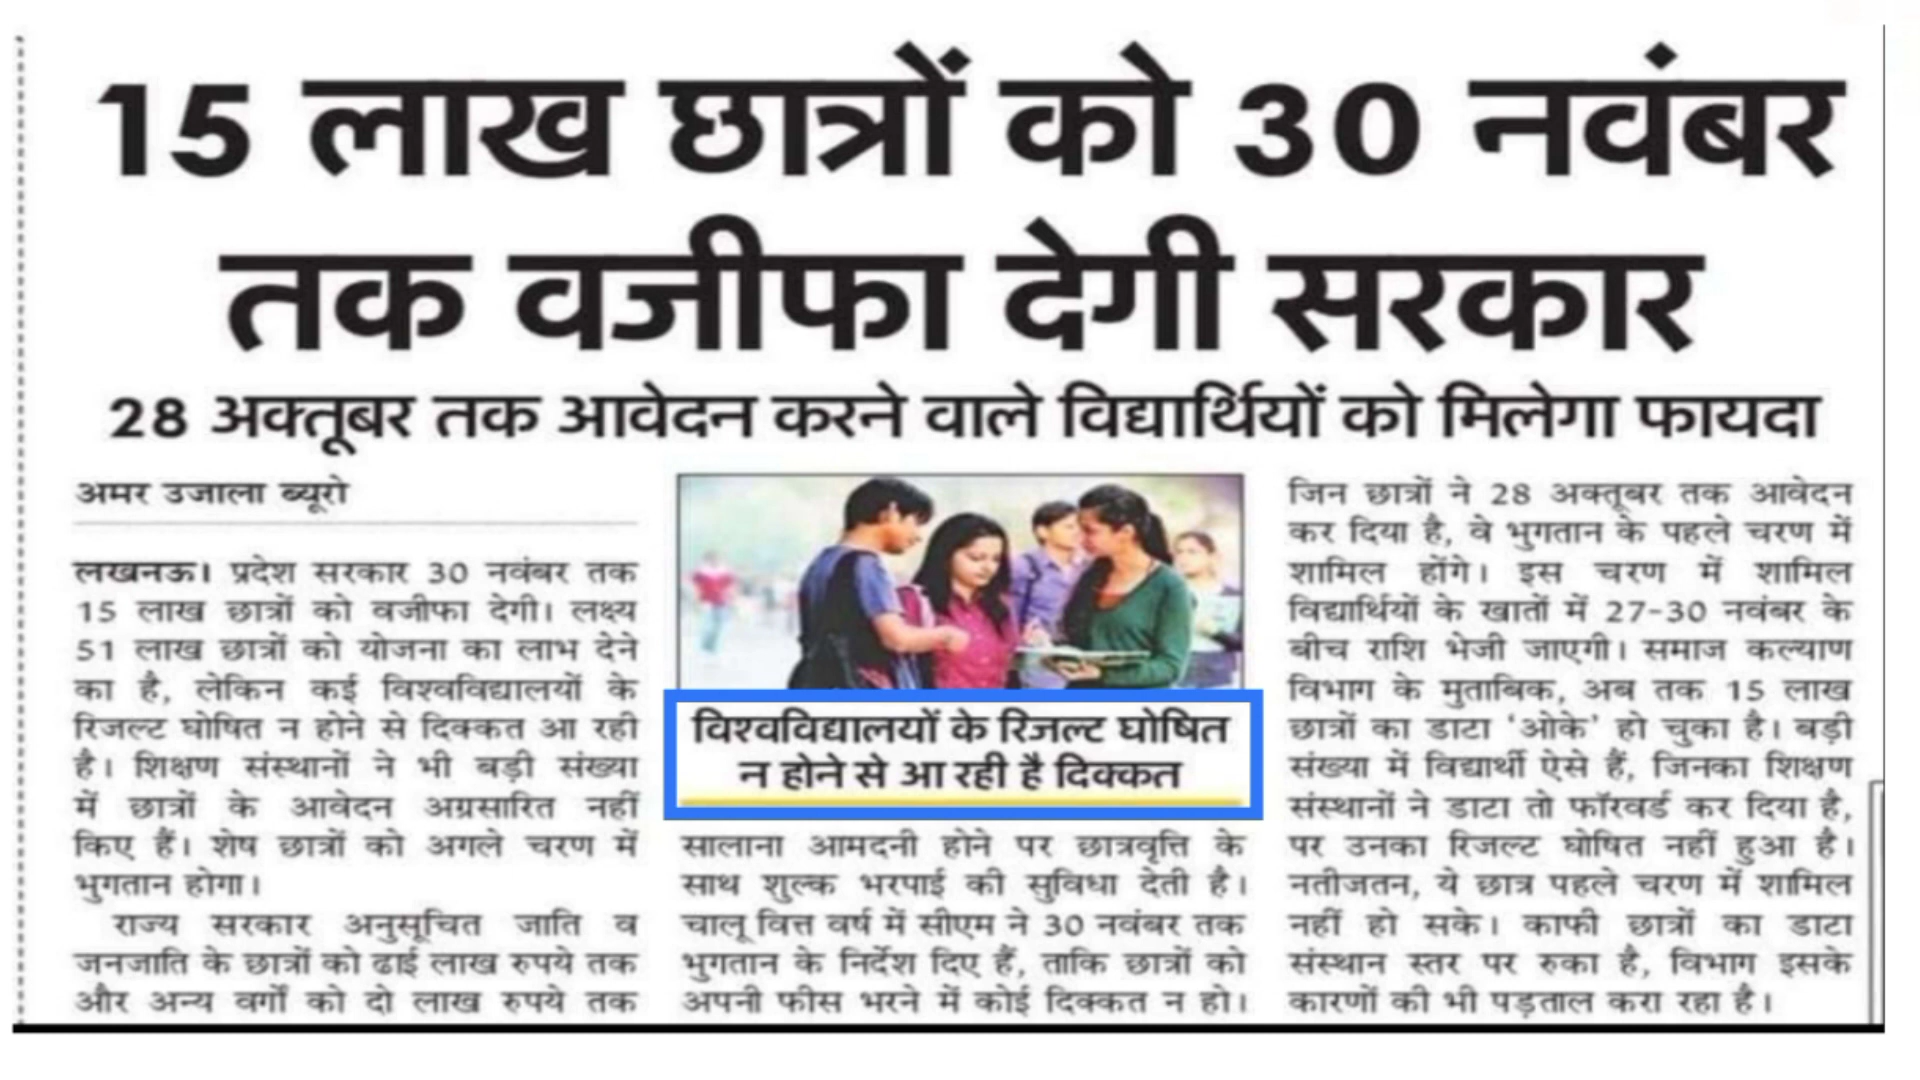 15 लाख छात्रों को 30 नवंबर
तक वजीफा देगी सरकार
28 अक्तूबर तक आवेदन करने वाले विद्यार्थियों को मिलेगा फायदा
अमर उजाला ब्यूरो
लखनऊ। प्रदेश सरकार 30 नवंबर तक
15 लाख छात्रों को वजीफा देगी। लक्ष्य
51 लाख छात्रों को योजना का लाभ देने
का है, लेकिन कई विश्वविद्यालयों के
रिजल्ट घोषित न होने से दिक्कत आ रही
है। शिक्षण संस्थानों ने भी बड़ी संख्या
में छात्रों के आवेदन अग्रसारित नहीं
किए हैं। शेष छात्रों को अगले चरण में
भुगतान होगा।
राज्य सरकार अनुसूचित जाति व
जनजाति के छात्रों को ढाई लाख रुपये तक
और अन्य वर्गों को दो लाख रुपये तक
विश्वविद्यालयों के रिजल्ट घोषित
न होने से आ रही है दिक्कत
सालाना आमदनी होने पर छात्रवृत्ति के
साथ शुल्क भरपाई की सुविधा देती है।
चालू वित्त वर्ष में सीएम ने 30 नवंबर तक
भुगतान के निर्देश दिए हैं, ताकि छात्रों को
अपनी फीस भरने में कोई दिक्कत न हो।
जिन छात्रों ने 28 अक्तूबर तक आवेदन
कर दिया है, वे भुगतान के पहले चरण में
शामिल होंगे। इस चरण में शामिल
विद्यार्थियों के खातों में 27-30 नवंबर के
बीच राशि भेजी जाएगी। समाज कल्याण
विभाग के मुताबिक, अब तक 15 लाख
छात्रों का डाटा 'ओके' हो चुका है। बड़ी
संख्या में विद्यार्थी ऐसे हैं, जिनका शिक्षण
संस्थानों ने डाटा तो फॉरवर्ड कर दिया है,
पर उनका रिजल्ट घोषित नहीं हुआ है।
नतीजतन, ये छात्र पहले चरण में शामिल
नहीं हो सके। काफी छात्रों का डाटा
संस्थान स्तर पर रुका है, विभाग इसके
कारणों की भी पड़ताल करा रहा है।